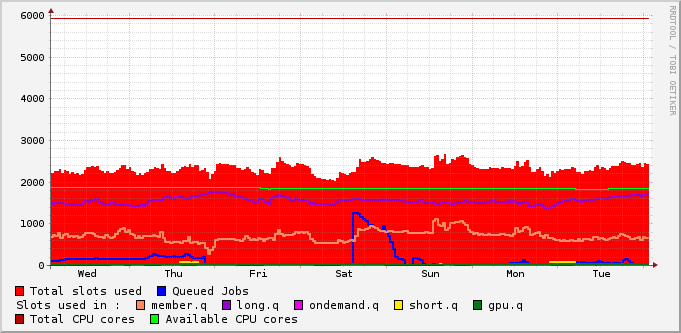 6000
5000
4000
3000
2000
1000
0
Wed Thu Fri Sat Sun Mon Tue
Total slots used Queued Jobs
Slots used in : member.q long.q ondemand.q short.q gpu.q
Total CPU cores Available CPU cores
RRDTOOL / TOBI OETIKER